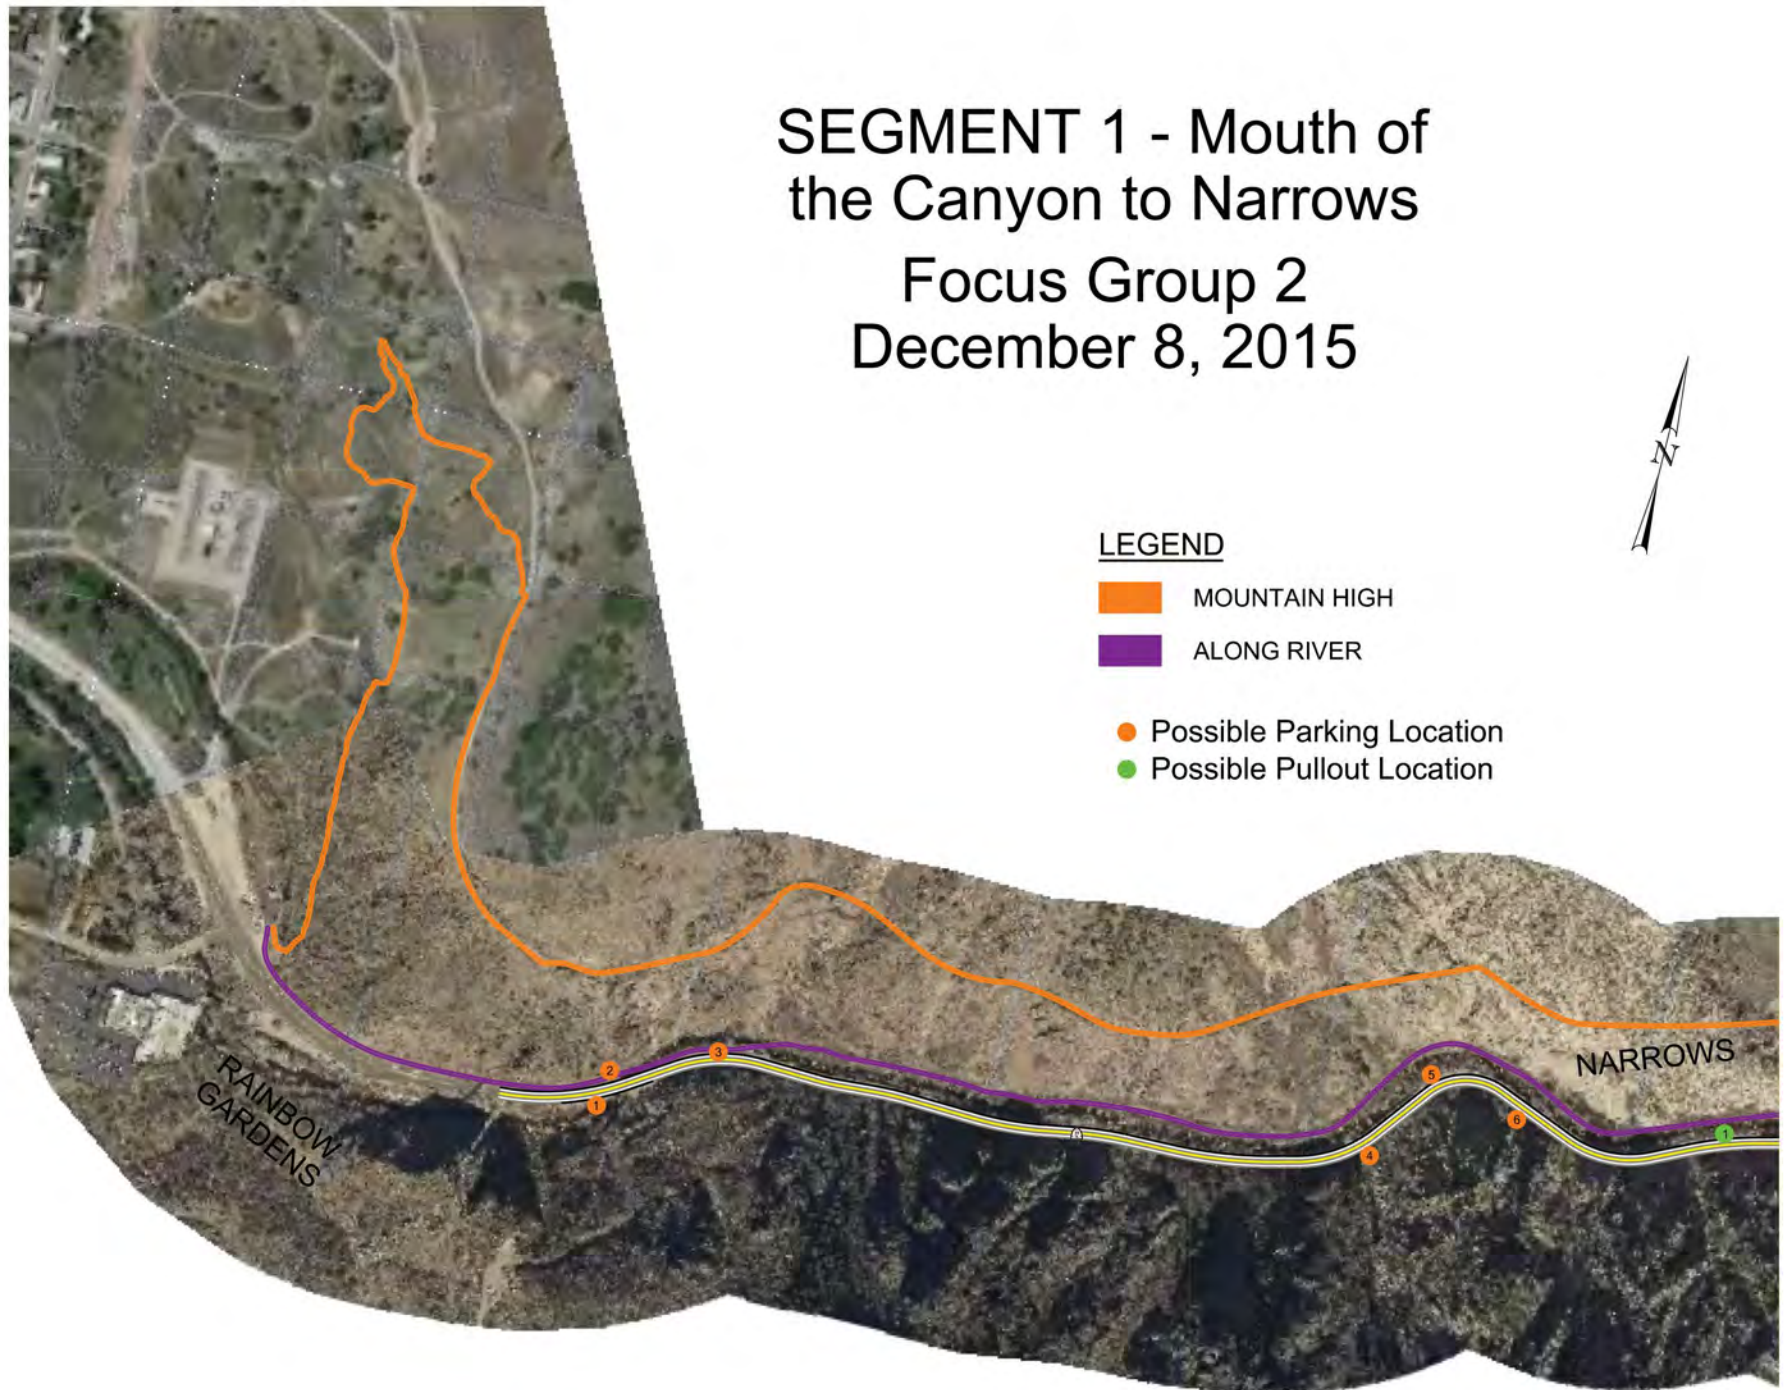 SEGMENT 1 - Mouth of
the Canyon to Narrows
Focus Group 2
December 8, 2015
N
LEGEND
MOUNTAIN HIGH
ALONG RIVER
Possible Parking Location
Possible Pullout Location
RAINBOW
GARDENS
NARROWS
1
2
3
4
5
6
1